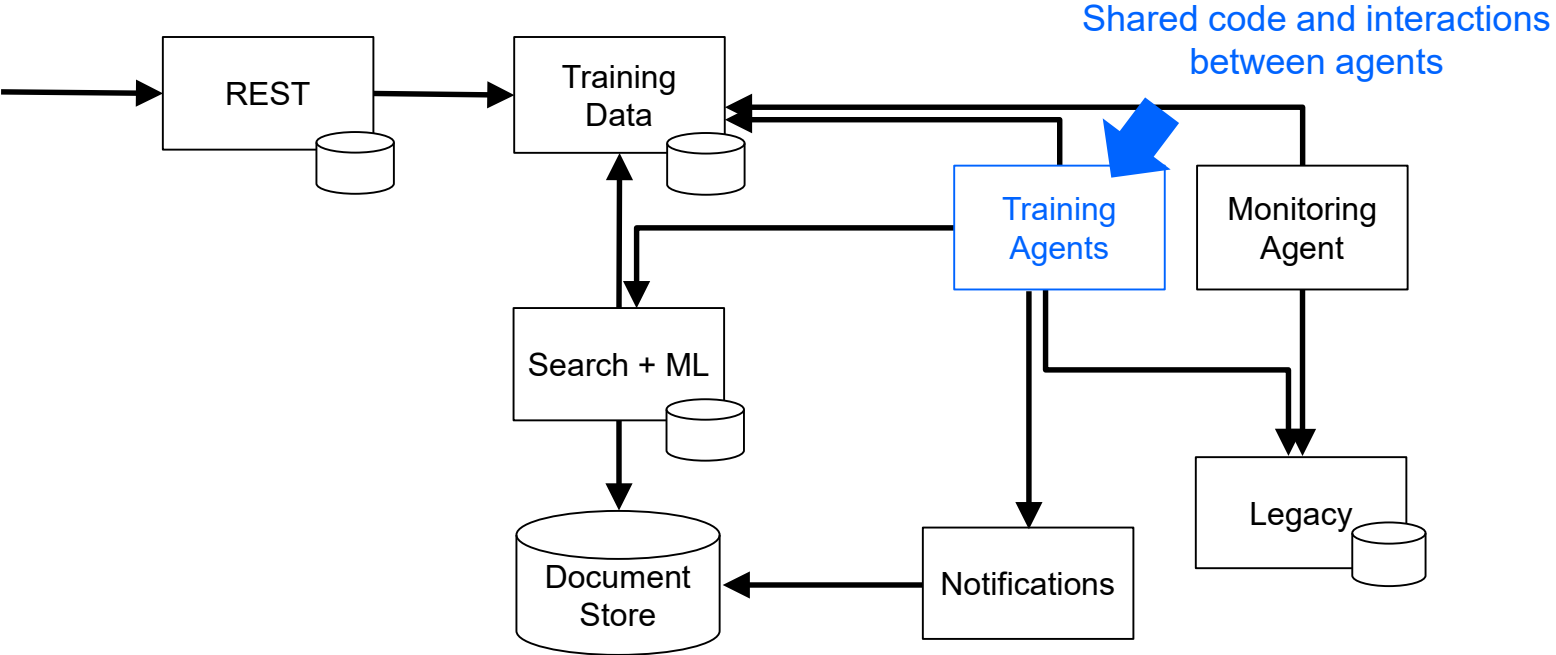 Shared code and interactions
between agents
REST
Training
Data
Training
Agents
Monitoring
Agent
Search + ML
Legacy
Document
Store
Notifications